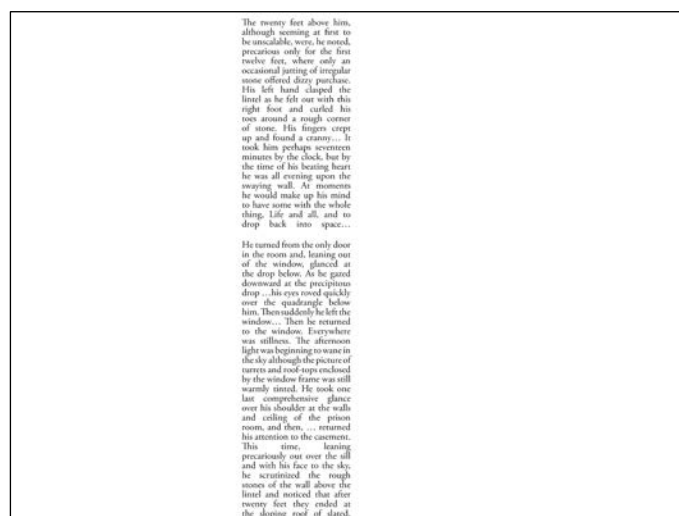 The twenty feet above him,
although seeming at first to
be unscalable, were, he noted,
precarious only for the first
twelve feet, where only an
occasional jutting of irregular
stone offered dizzy purchase.
His left hand clasped the
lintel as he felt out with this
right foot and curled his
toes around a rough corner
of stone. His fingers crept
up and found a cranny… It
took him perhaps seventeen
minutes by the clock, but by
the time of his beating heart
he was all evening upon the
swaying wall. At moments
he would make up his mind
to have some with the whole
thing, Life and all, and to
drop back into space…
He turned from the only door
in the room and, leaning out
of the window, glanced at
the drop below. As he gazed
downward at the precipitous
drop …his eyes roved quickly
over the quadrangle below
him. Then suddenly he left the
window… Then he returned
to the window. Everywhere
was stillness. The afternoon
light was beginning to wane in
the sky although the picture of
turrets and roof-tops enclosed
by the window frame was still
warmly tinted. He took one
last comprehensive glance
over his shoulder at the walls
and ceiling of the prison
room, and then, … returned
his attention to the casement.
This time, leaning
precariously out over the sill
and with his face to the sky,
he scrutinized the rough
stones of the wall above the
lintel and noticed that after
twenty feet they ended at
the sloping roof of slated,